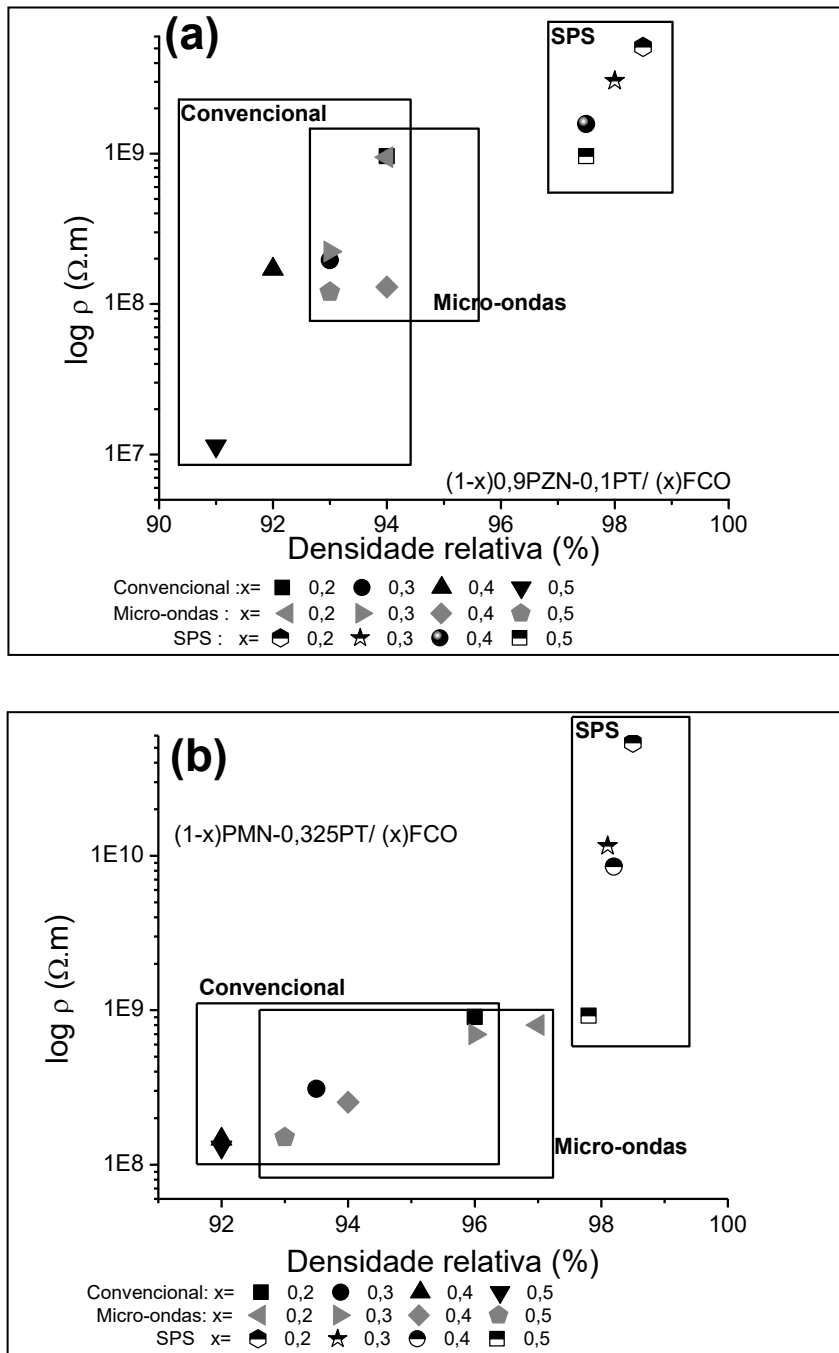 (a)
SPS
Convencional
1E9
Micro-ondas
1E8
1E7
log ρ (Ω.m)
(1-x)0,9PZN-0,1PT/ (x)FCO
90 92 94 96 98 100
Densidade relativa (%)
Convencional :x= 0,2 0,3 0,4 0,5
Micro-ondas : x= 0,2 0,3 0,4 0,5
SPS : x= 0,2 0,3 0,4 0,5
(b)
SPS
(1-x)PMN-0,325PT/ (x)FCO
1E10
log ρ (Ω.m)
Convencional
1E9
Micro-ondas
1E8
92 94 96 98 100
Densidade relativa (%)
Convencional: x= 0,2 0,3 0,4 0,5
Micro-ondas: x= 0,2 0,3 0,4 0,5
SPS x= 0,2 0,3 0,4 0,5